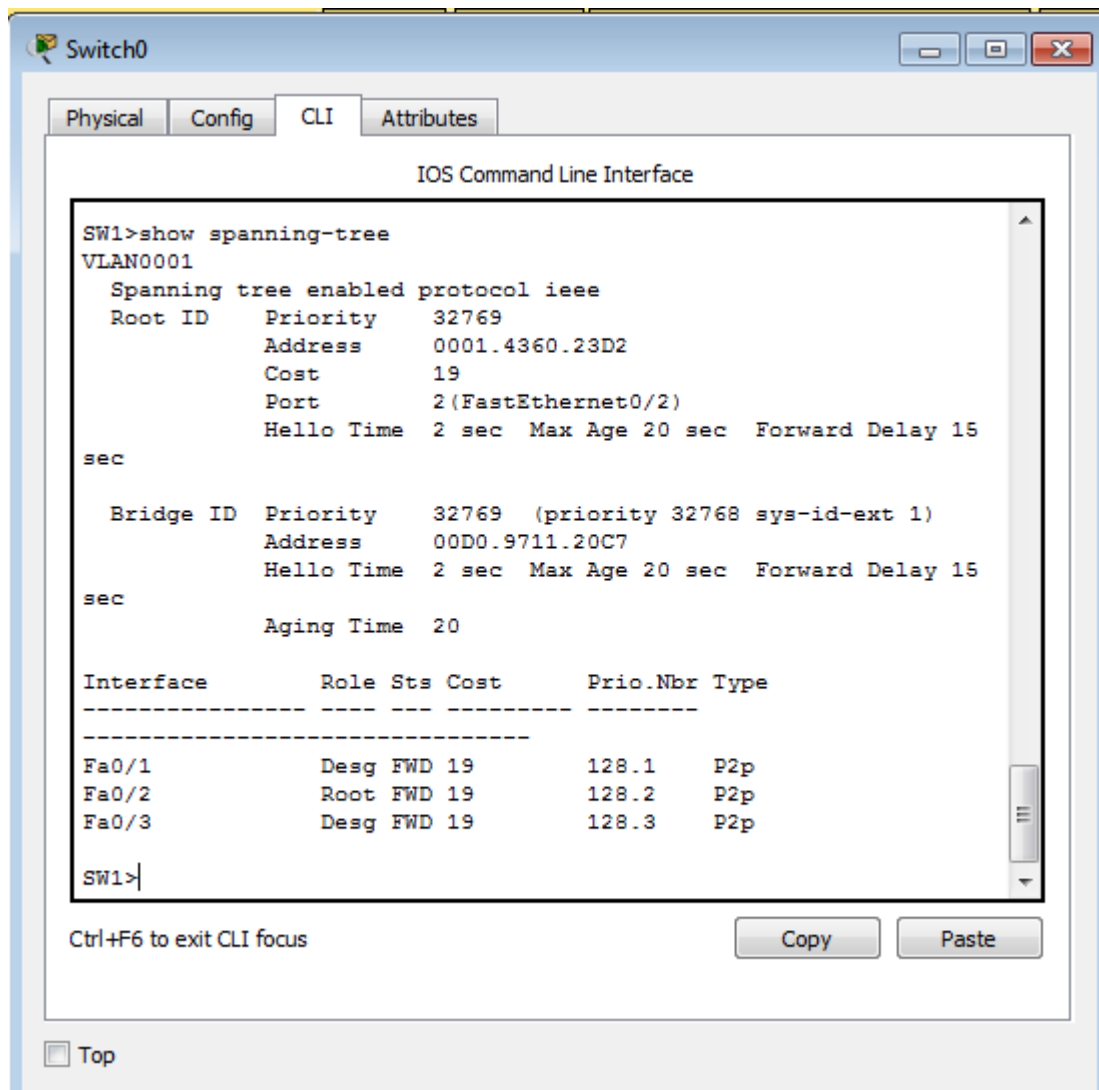 Switch0
Physical Config CLI Attributes
IOS Command Line Interface
SW1>show spanning-tree
VLAN0001
  Spanning tree enabled protocol ieee
  Root ID    Priority    32769
             Address     0001.4360.23D2
             Cost        19
             Port        2(FastEthernet0/2)
             Hello Time  2 sec  Max Age 20 sec  Forward Delay 15
sec
  Bridge ID  Priority    32769  (priority 32768 sys-id-ext 1)
             Address     00D0.9711.20C7
             Hello Time  2 sec  Max Age 20 sec  Forward Delay 15
sec
             Aging Time  20
Interface        Role Sts Cost      Prio.Nbr Type
---------------- ---- --- --------- --------
--------------------------------
Fa0/1            Desg FWD 19        128.1    P2p
Fa0/2            Root FWD 19        128.2    P2p
Fa0/3            Desg FWD 19        128.3    P2p
SW1>
Ctrl+F6 to exit CLI focus
Copy Paste
Top